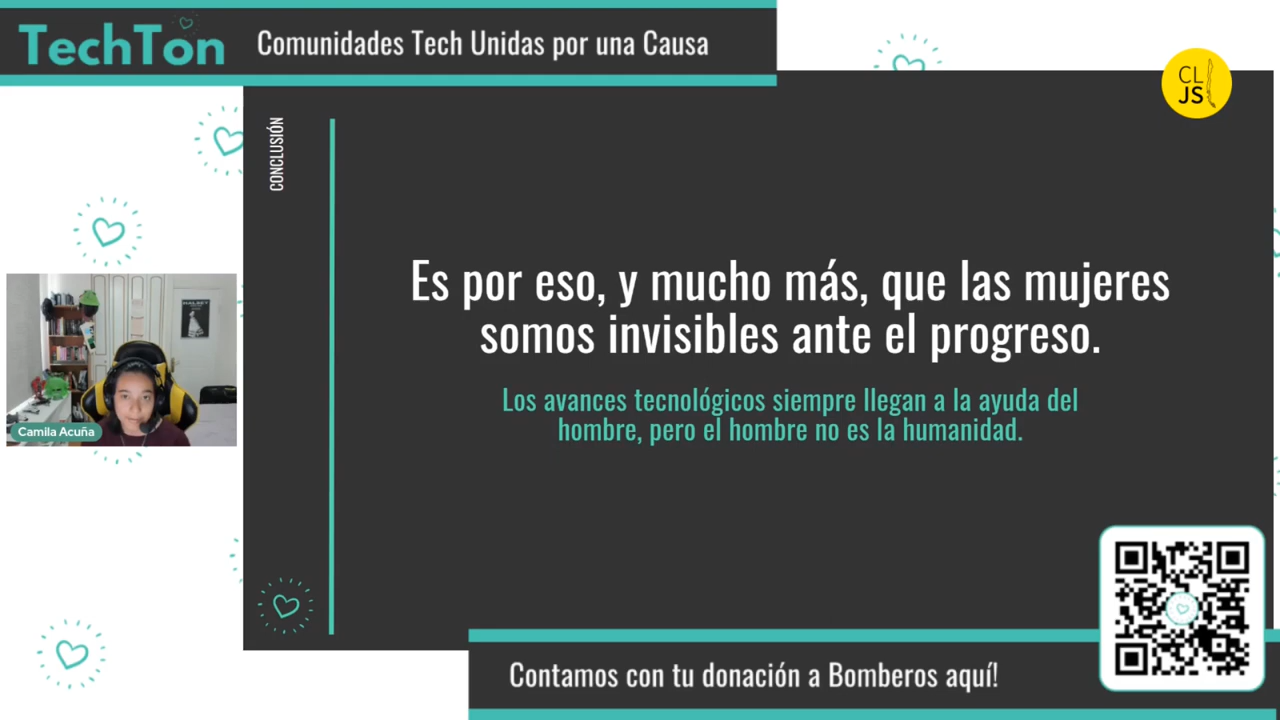 TechTon
Comunidades Tech Unidas por una Causa
CL
JS
CONCLUSIÓN
Es por eso, y mucho más, que las mujeres
somos invisibles ante el progreso.
Los avances tecnológicos siempre llegan a la ayuda del
hombre, pero el hombre no es la humanidad.
Camila Acuña
Contamos con tu donación a Bomberos aquí!